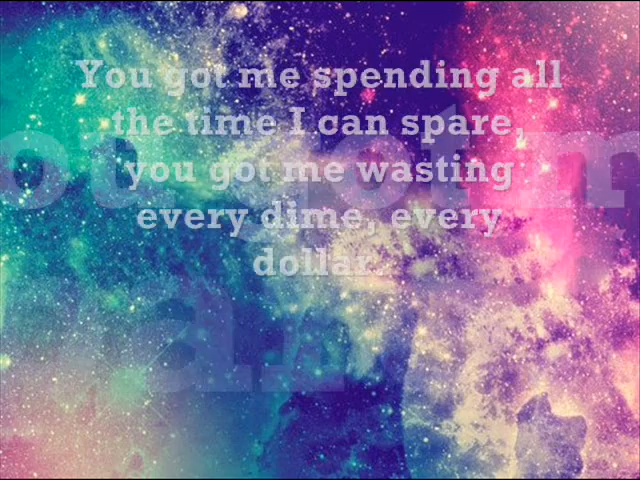 You got me spending all
the time I can spare,
you got me wasting
every dime, every
dollar.